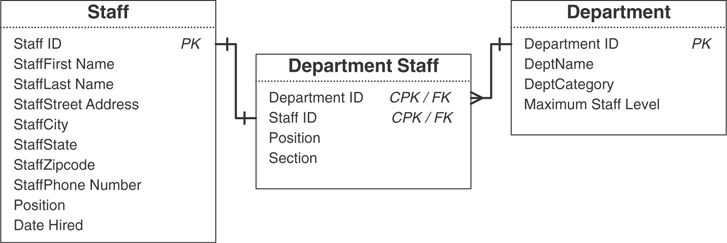 Staff
Staff ID PK
StaffFirst Name
StaffLast Name
StaffStreet Address
StaffCity
StaffState
StaffZipcode
StaffPhone Number
Position
Date Hired
Department Staff
Department ID CPK / FK
Staff ID CPK / FK
Position
Section
Department
Department ID PK
DeptName
DeptCategory
Maximum Staff Level